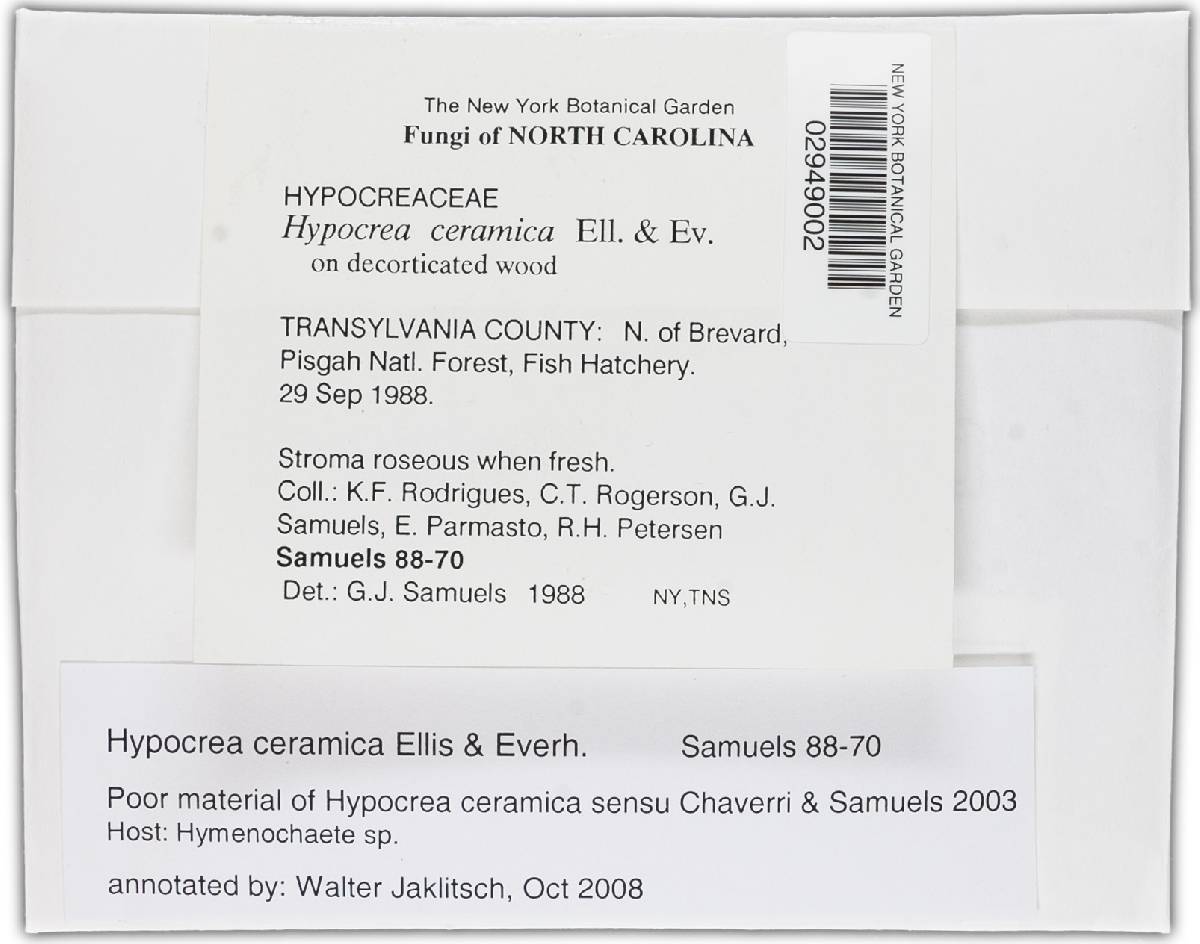 The New York Botanical Garden
Fungi of NORTH CAROLINA
HYPOCREACEAE
Hypocrea ceramica Ell. & Ev.
on decorticated wood
TRANSYLVANIA COUNTY: N. of Brevard,
Pisgah Natl. Forest, Fish Hatchery.
29 Sep 1988.
Stroma roseous when fresh.
Coll.: K.F. Rodrigues, C.T. Rogerson, G.J.
Samuels, E. Parmasto, R.H. Petersen
Samuels 88-70
Det.: G.J. Samuels 1988 NY,TNS
NEW YORK BOTANICAL GARDEN
02949002
Hypocrea ceramica Ellis & Everh. Samuels 88-70
Poor material of Hypocrea ceramica sensu Chaverri & Samuels 2003
Host: Hymenochaete sp.
annotated by: Walter Jaklitsch, Oct 2008